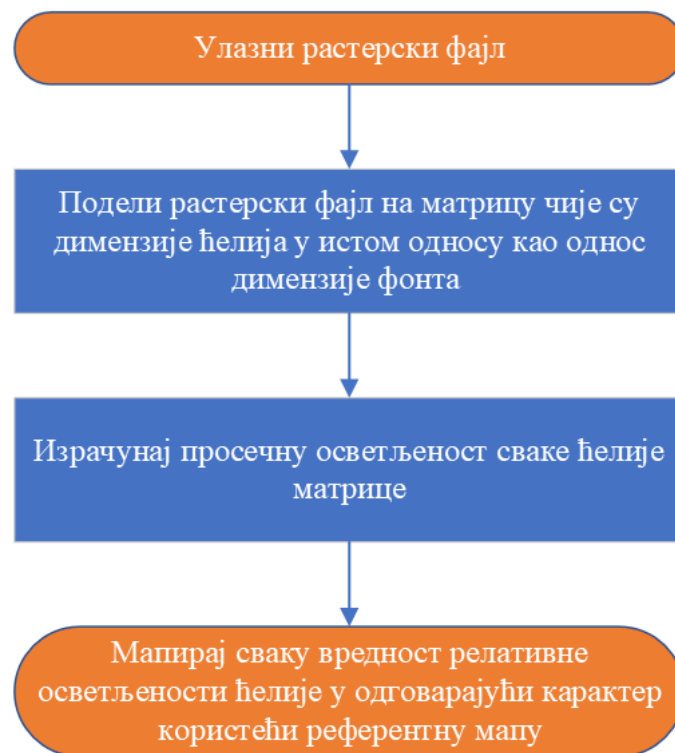 Улазни растерски фајл
Подели растерски фајл на матрицу чије су
димензије ћелија у истом односу као однос
димензије фонта
Израчунај просечну осветљеност сваке ћелије
матрице
Мапирај сваку вредност релативне
осветљености ћелије у одговарајући карактер
користећи референтну мапу